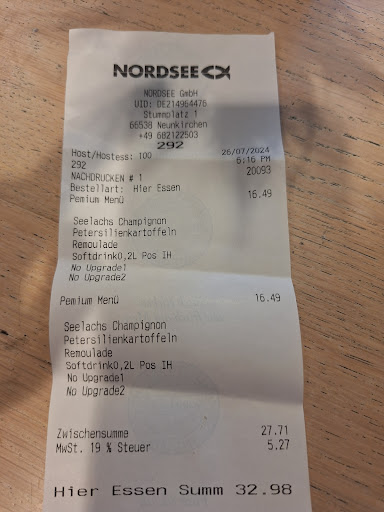 NORDSEE
NORDSEE GmbH
UID: DE214964476
Stummplatz 1
66538 Neunkirchen
+49 682122503
292
Host/Hostess: 100 26/07/2024
292 6:16 PM
NACHDRUCKEN # 1 20093
Bestellart: Hier Essen
Pemium Menü 16.49
Seelachs Champignon
Petersilienkartoffeln
Remoulade
Softdrink0,2L Pos IH
No Upgrade1
No Upgrade2
Pemium Menü 16.49
Seelachs Champignon
Petersilienkartoffeln
Remoulade
Softdrink0,2L Pos IH
No Upgrade1
No Upgrade2
Zwischensumme 27.71
MwSt. 19 % Steuer 5.27
Hier Essen Summ 32.98